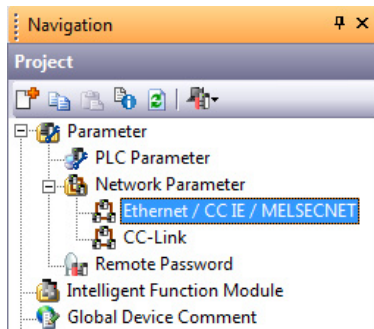 Navigation
Project
Parameter
PLC Parameter
Network Parameter
Ethernet / CC IE / MELSECNET
CC-Link
Remote Password
Intelligent Function Module
Global Device Comment